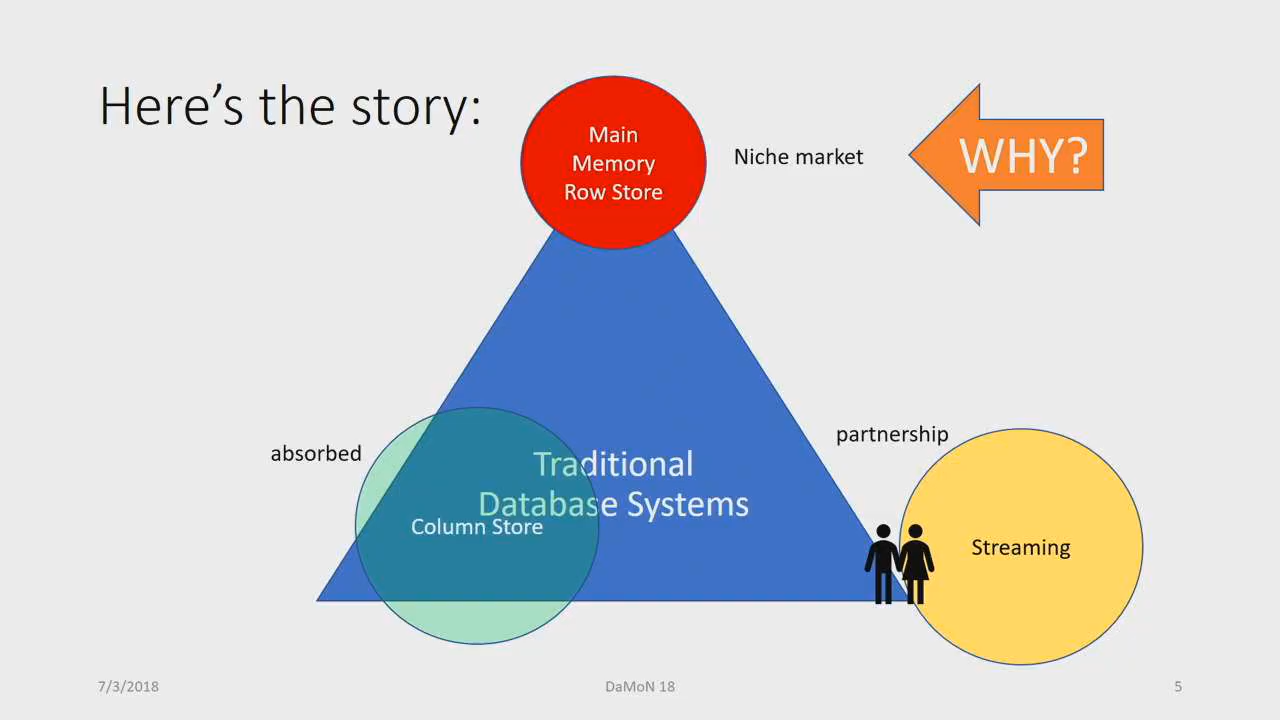 Here’s the story:
Main
Memory
Row Store
Niche market
WHY?
absorbed
Traditional
Database Systems
Column Store
partnership
Streaming
7/3/2018
DaMoN 18
5